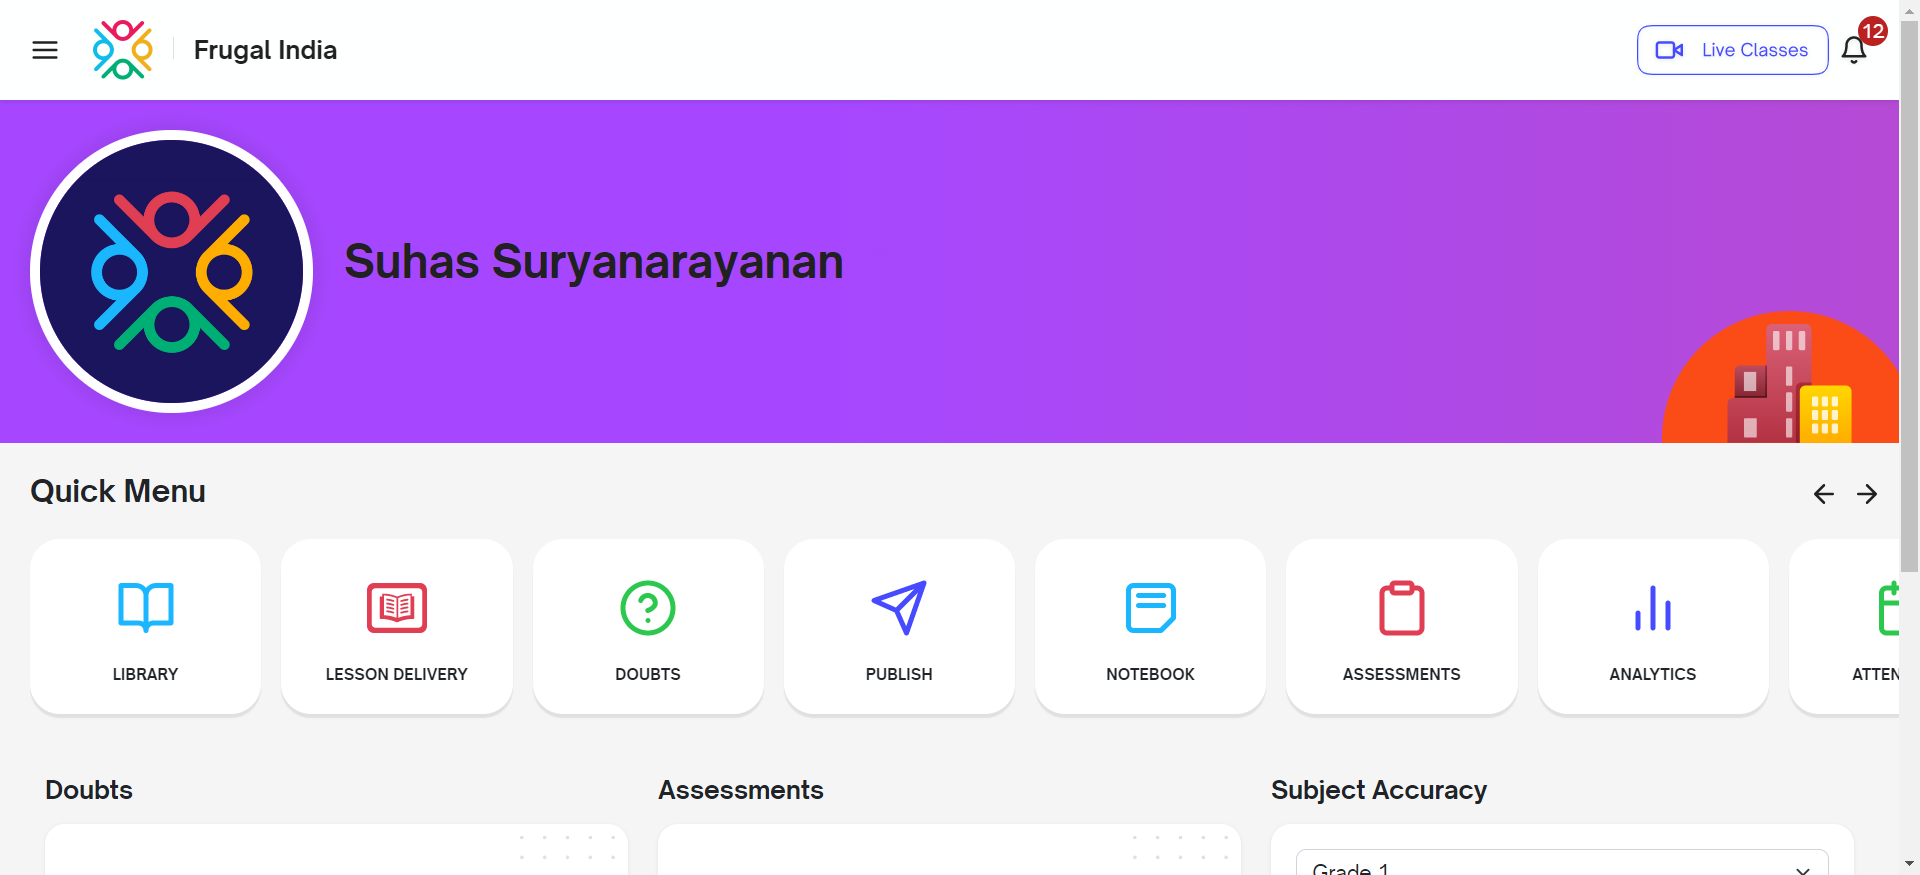 Frugal India
Live Classes
12
Suhas Suryanarayanan
Quick Menu
LIBRARY
LESSON DELIVERY
DOUBTS
PUBLISH
NOTEBOOK
ASSESSMENTS
ANALYTICS
ATTEN
Doubts
Assessments
Subject Accuracy
Grade 1